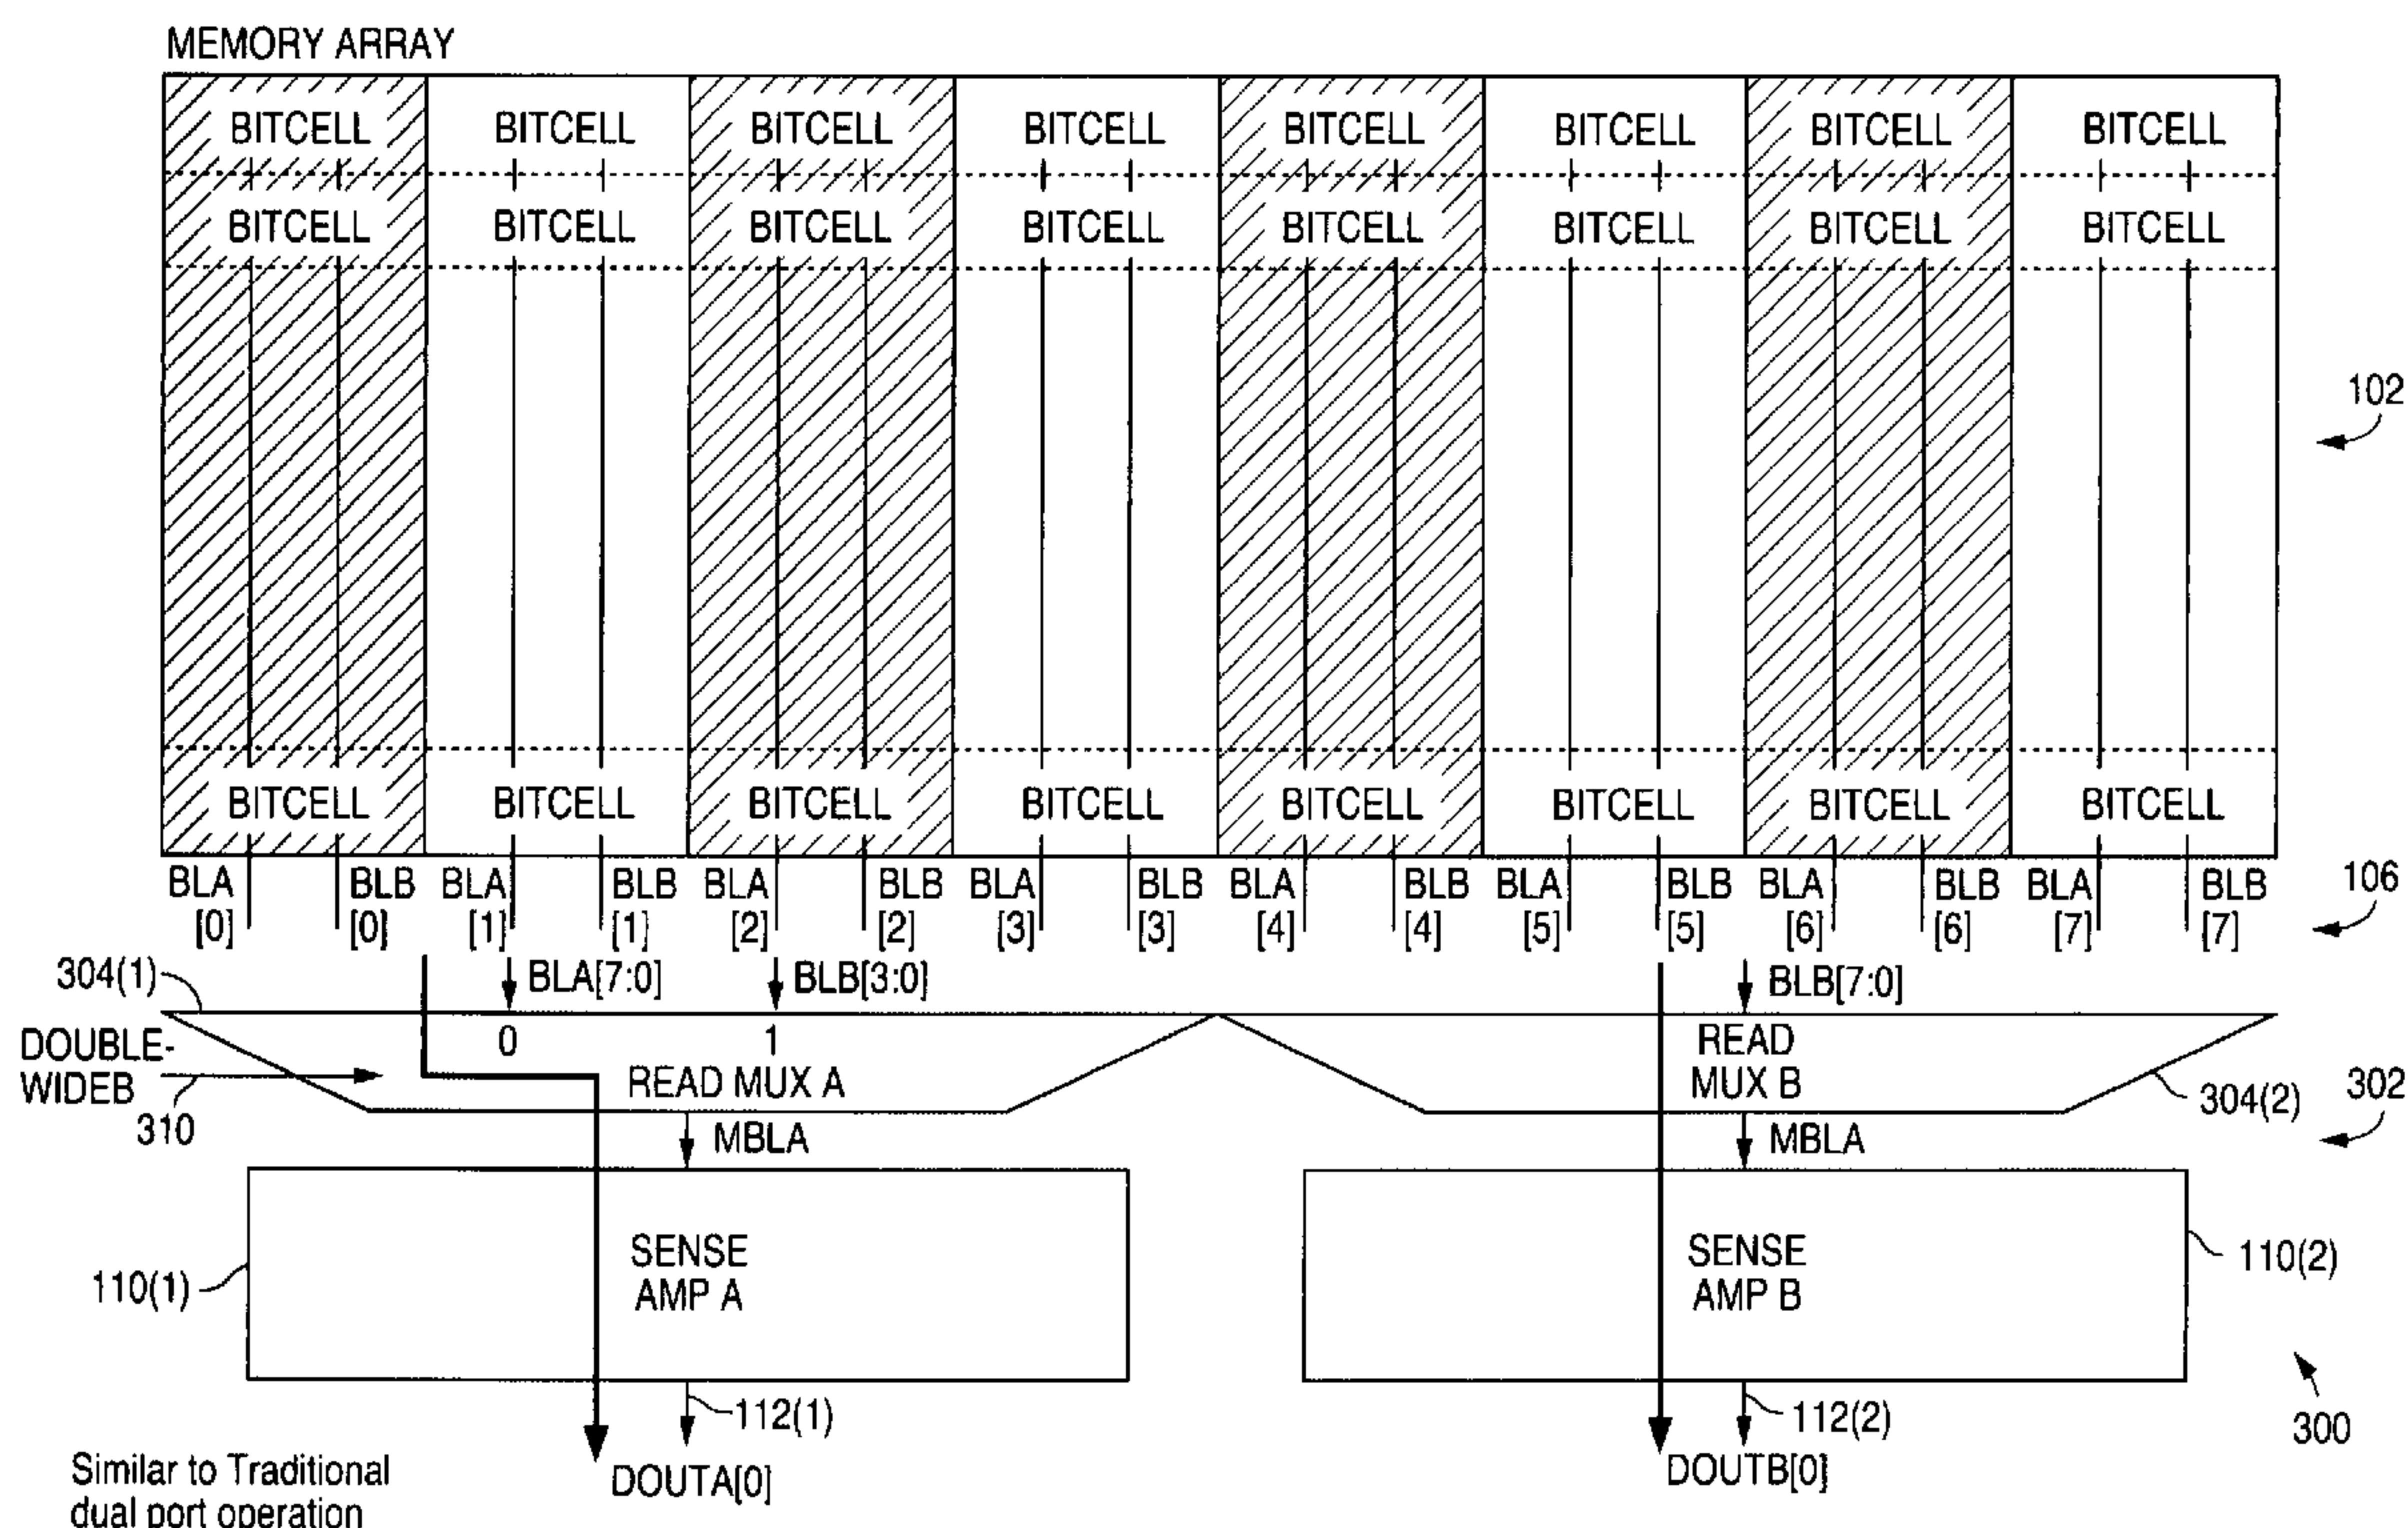 MEMORY ARRAY
BITCELL BITCELL BITCELL BITCELL BITCELL BITCELL BITCELL BITCELL
BITCELL BITCELL BITCELL BITCELL BITCELL BITCELL BITCELL BITCELL
102
BITCELL BITCELL BITCELL BITCELL BITCELL BITCELL BITCELL BITCELL
BLA BLB BLA BLB BLA BLB BLA BLB BLA BLB BLA BLB BLA BLB BLA BLB 106
[0] [0] [1] [1] [2] [2] [3] [3] [4] [4] [5] [5] [6] [6] [7] [7]
304(1) BLA[7:0] BLB[3:0] BLB[7:0]
DOUBLE- 0 1 READ
WIDEB READ MUX A MUX B 304(2) 302
310 MBLA MBLA
SENSE SENSE 110(2)
110(1) AMP A AMP B
112(1) 112(2) 300
Similar to Traditional DOUTA[0] DOUTB[0]
dual port operation